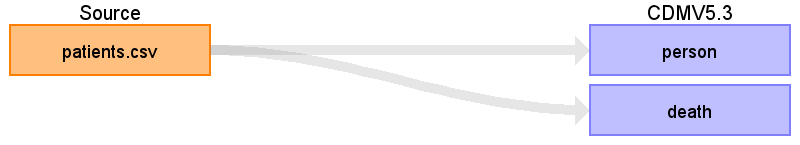 Source
CDMV5.3
patients.csv
person
death